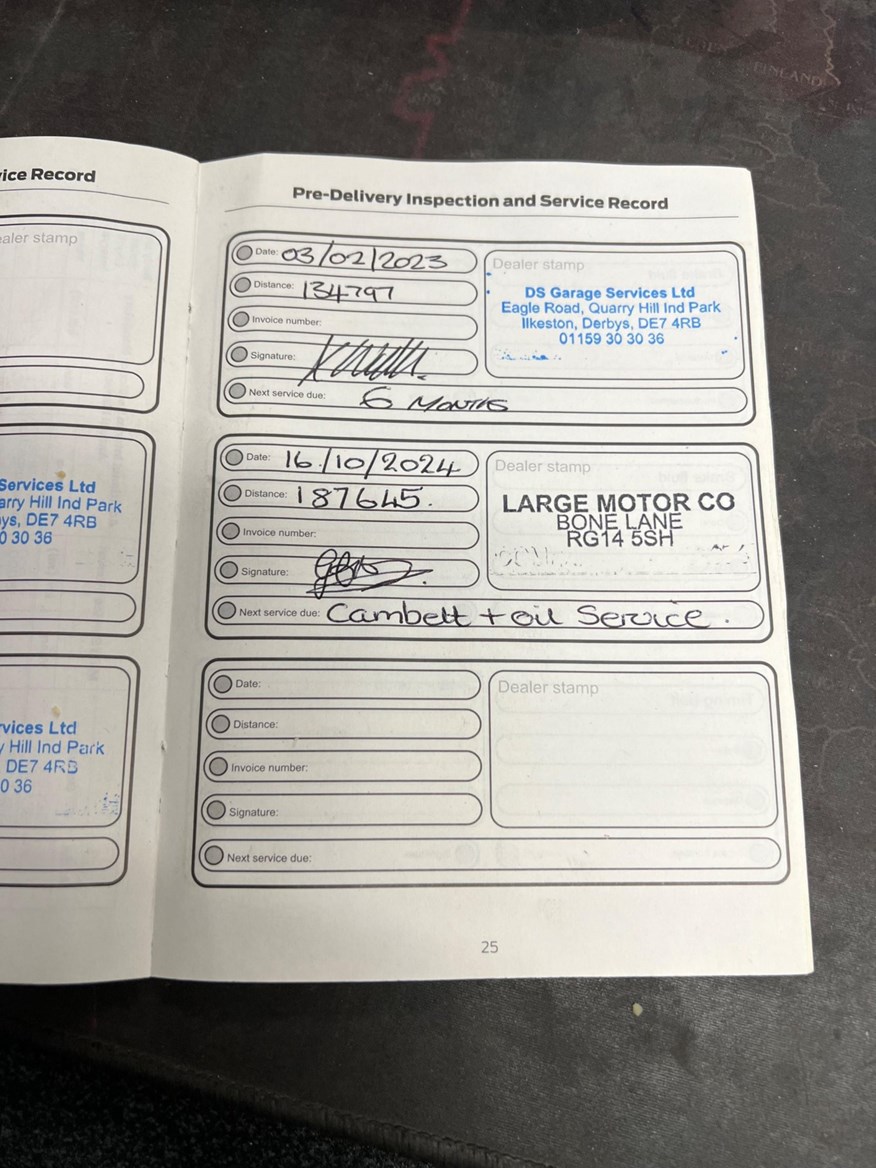 ice Record
aler stamp
Services Ltd
arry Hill Ind Park
ys, DE7 4RB
0 30 36
vices Ltd
Hill Ind Park
DE7 4RB
0 36
Pre-Delivery Inspection and Service Record
Date: 03/02/2023
Distance: 134797
Invoice number:
Signature:
Next service due: 6 MONTHS
Dealer stamp
DS Garage Services Ltd
Eagle Road, Quarry Hill Ind Park
Ilkeston, Derbys, DE7 4RB
01159 30 30 36
Date: 16/10/2024
Distance: 187645.
Invoice number:
Signature:
Next service due: Cambelt + oil Service.
Dealer stamp
LARGE MOTOR CO
BONE LANE
RG14 5SH
Date:
Distance:
Invoice number:
Signature:
Next service due:
Dealer stamp
25
FINLAND